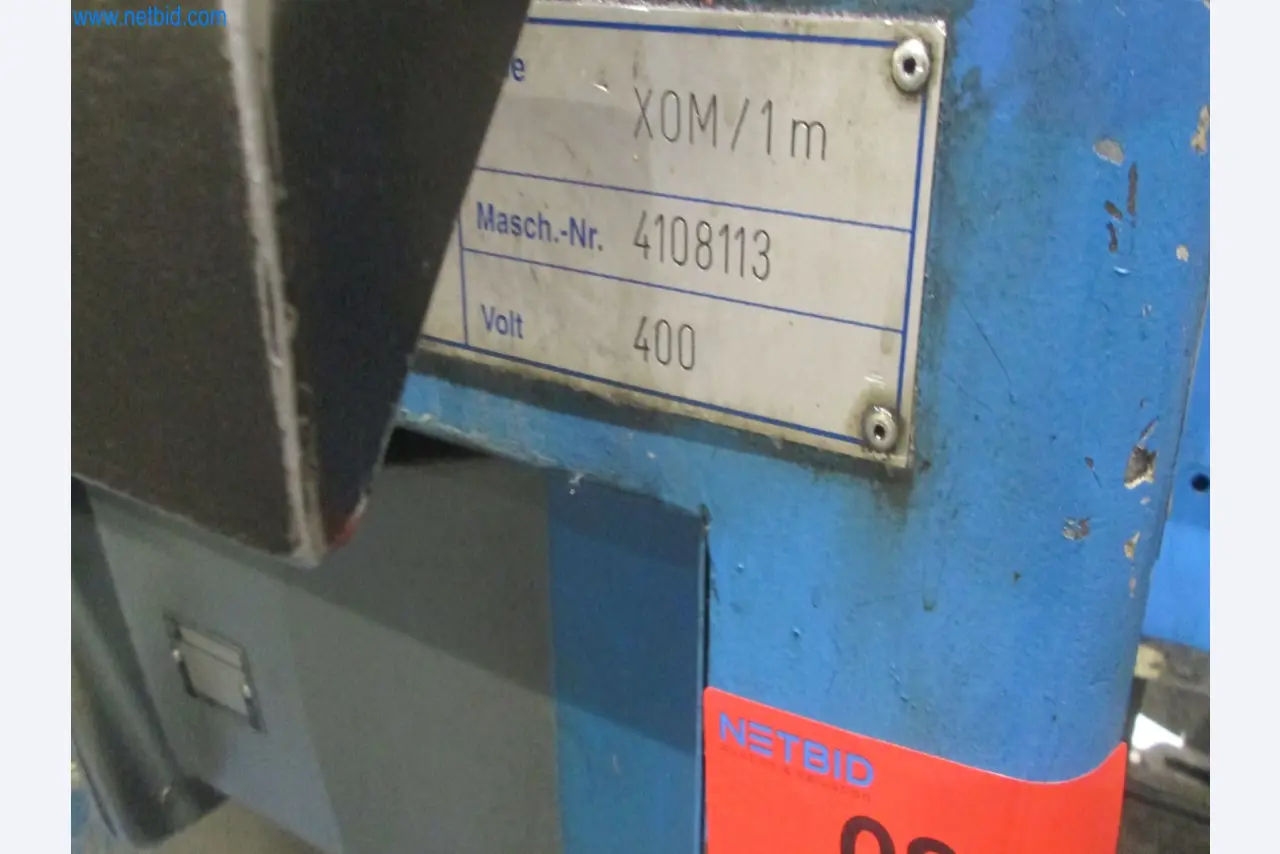 www.netbid.com
XOM/1m
Masch.-Nr. 4108113
Volt 400
NETBID